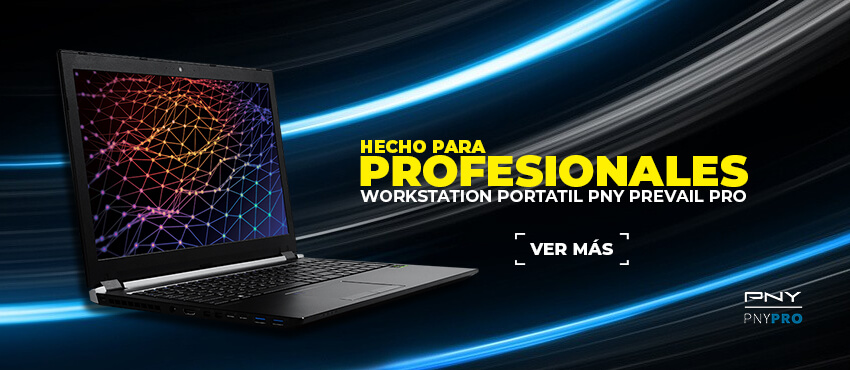 HECHO PARA
PROFESIONALES
WORKSTATION PORTATIL PNY PREVAIL PRO
VER MÁS
PNY
PNYPRO